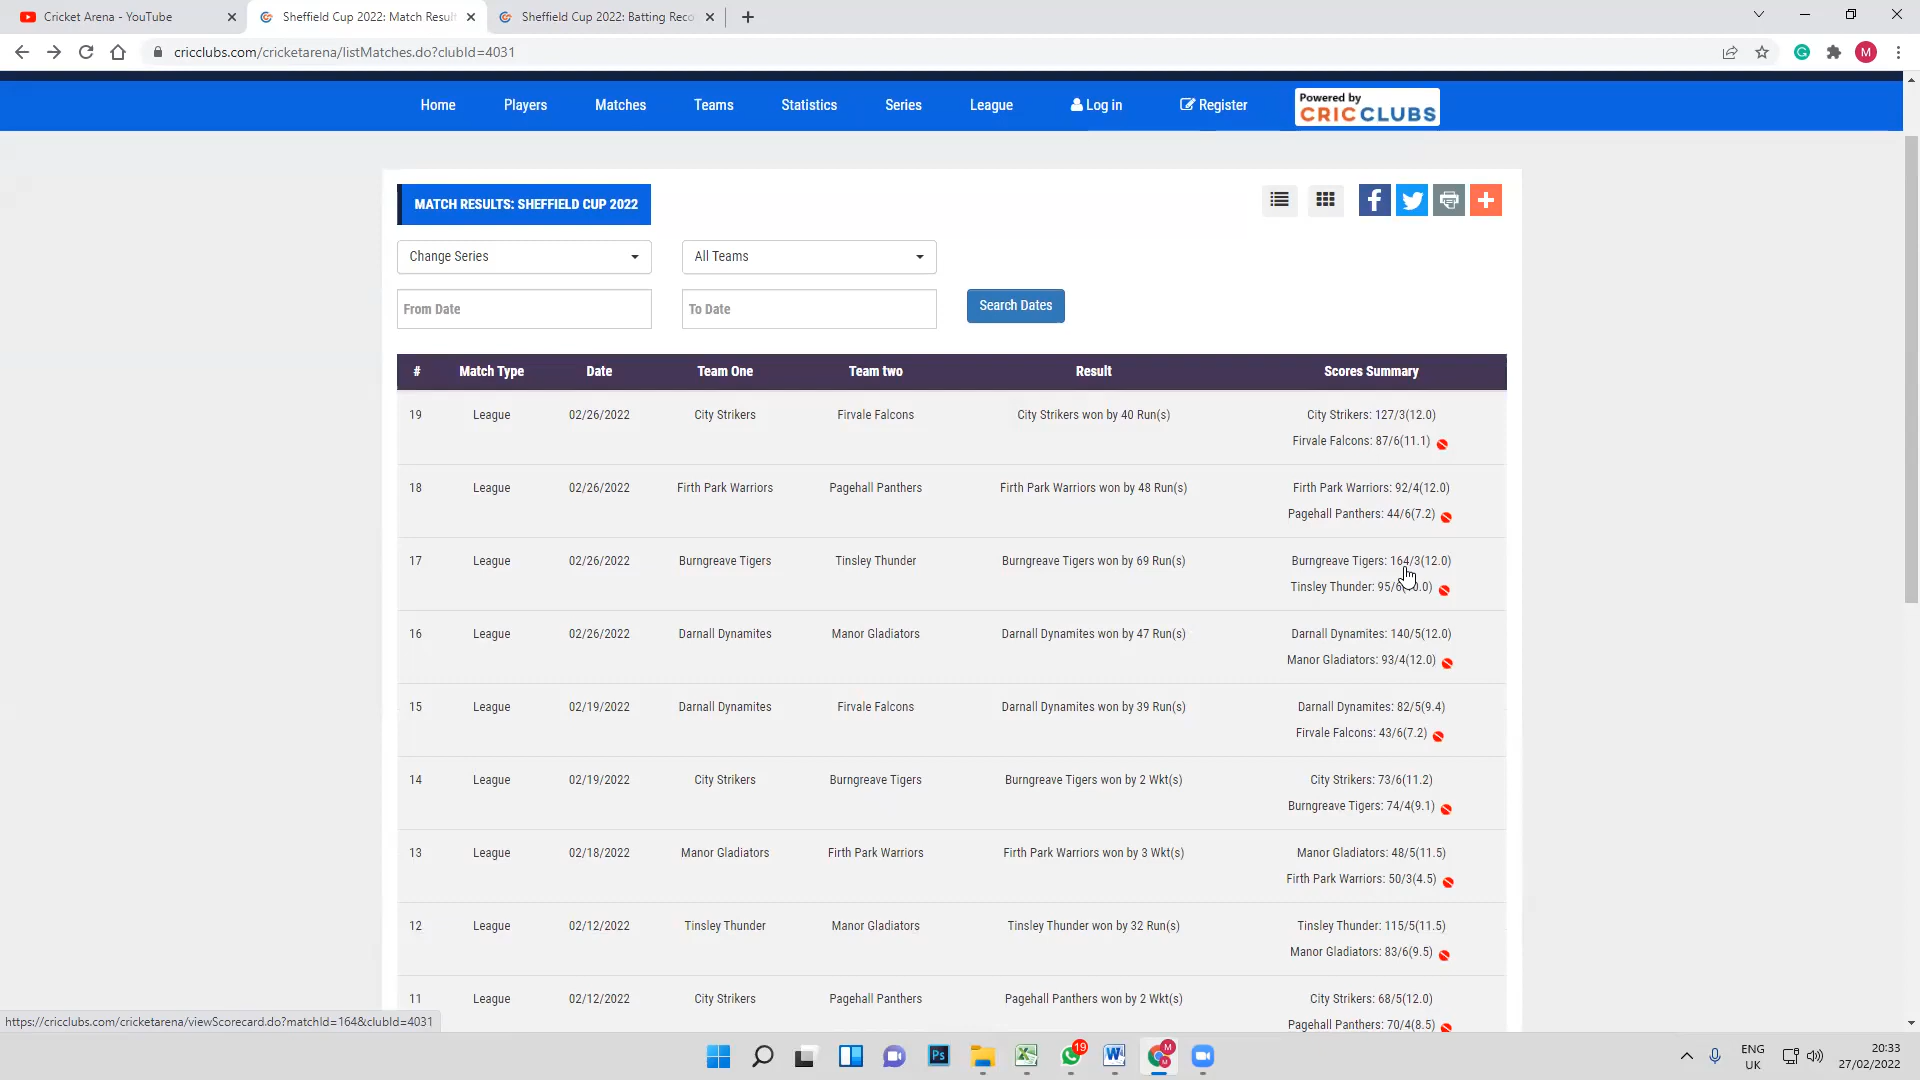 Cricket Arena - YouTube
Sheffield Cup 2022: Match Result
Sheffield Cup 2022: Batting Reco
cricclubs.com/cricketarena/listMatches.do?clubId=4031
M
Home Players Matches Teams Statistics Series League Log in Register
Powered by
CRICCLUBS
MATCH RESULTS: SHEFFIELD CUP 2022
Change Series All Teams
From Date To Date Search Dates
# Match Type Date Team One Team two Result Scores Summary
19 League 02/26/2022 City Strikers Firvale Falcons City Strikers won by 40 Run(s) City Strikers: 127/3(12.0)
Firvale Falcons: 87/6(11.1)
18 League 02/26/2022 Firth Park Warriors Pagehall Panthers Firth Park Warriors won by 48 Run(s) Firth Park Warriors: 92/4(12.0)
Pagehall Panthers: 44/6(7.2)
17 League 02/26/2022 Burngreave Tigers Tinsley Thunder Burngreave Tigers won by 69 Run(s) Burngreave Tigers: 164/3(12.0)
Tinsley Thunder:
16 League 02/26/2022 Darnall Dynamites Manor Gladiators Darnall Dynamites won by 47 Run(s) Darnall Dynamites: 140/5(12.0)
Manor Gladiators: 93/4(12.0)
15 League 02/19/2022 Darnall Dynamites Firvale Falcons Darnall Dynamites won by 39 Run(s) Darnall Dynamites: 82/5(9.4)
Firvale Falcons: 43/6(7.2)
14 League 02/19/2022 City Strikers Burngreave Tigers Burngreave Tigers won by 2 Wkt(s) City Strikers: 73/6(11.2)
Burngreave Tigers: 74/4(9.1)
13 League 02/18/2022 Manor Gladiators Firth Park Warriors Firth Park Warriors won by 3 Wkt(s) Manor Gladiators: 48/5(11.5)
Firth Park Warriors: 50/3(4.5)
12 League 02/12/2022 Tinsley Thunder Manor Gladiators Tinsley Thunder won by 32 Run(s) Tinsley Thunder: 115/5(11.5)
Manor Gladiators: 83/6(9.5)
11 League 02/12/2022 City Strikers Pagehall Panthers Pagehall Panthers won by 2 Wkt(s) City Strikers: 68/5(12.0)
Pagehall Panthers: 70/4(8.5)
https://cricclubs.com/cricketarena/viewScorecard.do?matchId=164&clubId=4031
Ps
19
M
ENG
UK
20:33
27/02/2022